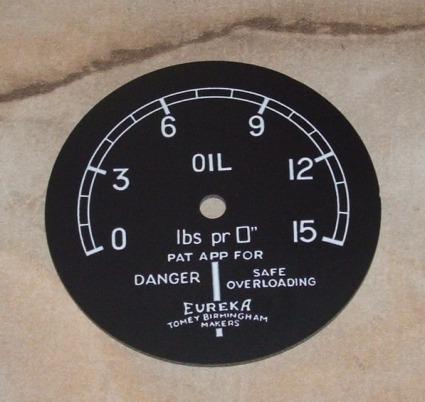 6 9
3 OIL 12
0 15
lbs pr □"
PAT APP FOR
DANGER SAFE
OVERLOADING
EUREKA
TOMEY BIRMINGHAM
MAKERS